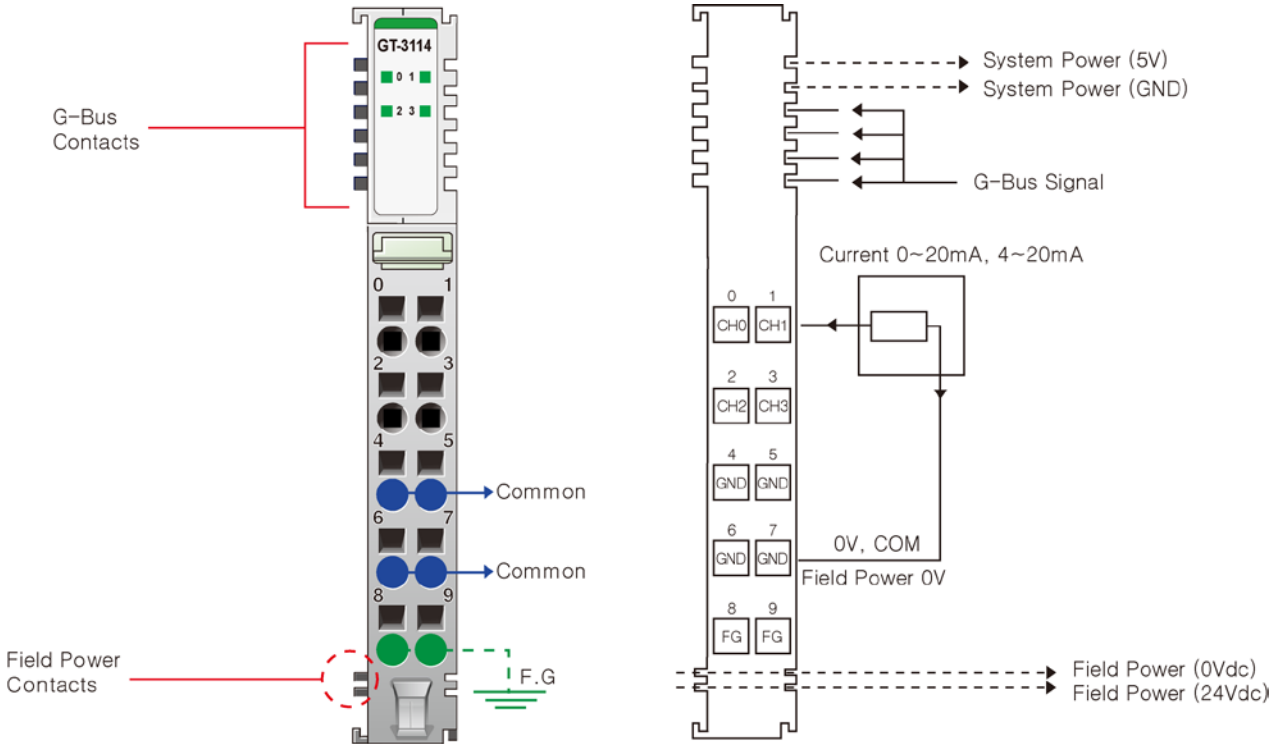 GT-3114
0 1
2 3
G-Bus
Contacts
0 1
2 3
4 5
Common
6 7
Common
8 9
F.G
Field Power
Contacts
System Power (5V)
System Power (GND)
G-Bus Signal
Current 0~20mA, 4~20mA
0 1
CH0 CH1
2 3
CH2 CH3
4 5
GND GND
6 7
GND GND
0V, COM
Field Power 0V
8 9
FG FG
Field Power (0Vdc)
Field Power (24Vdc)